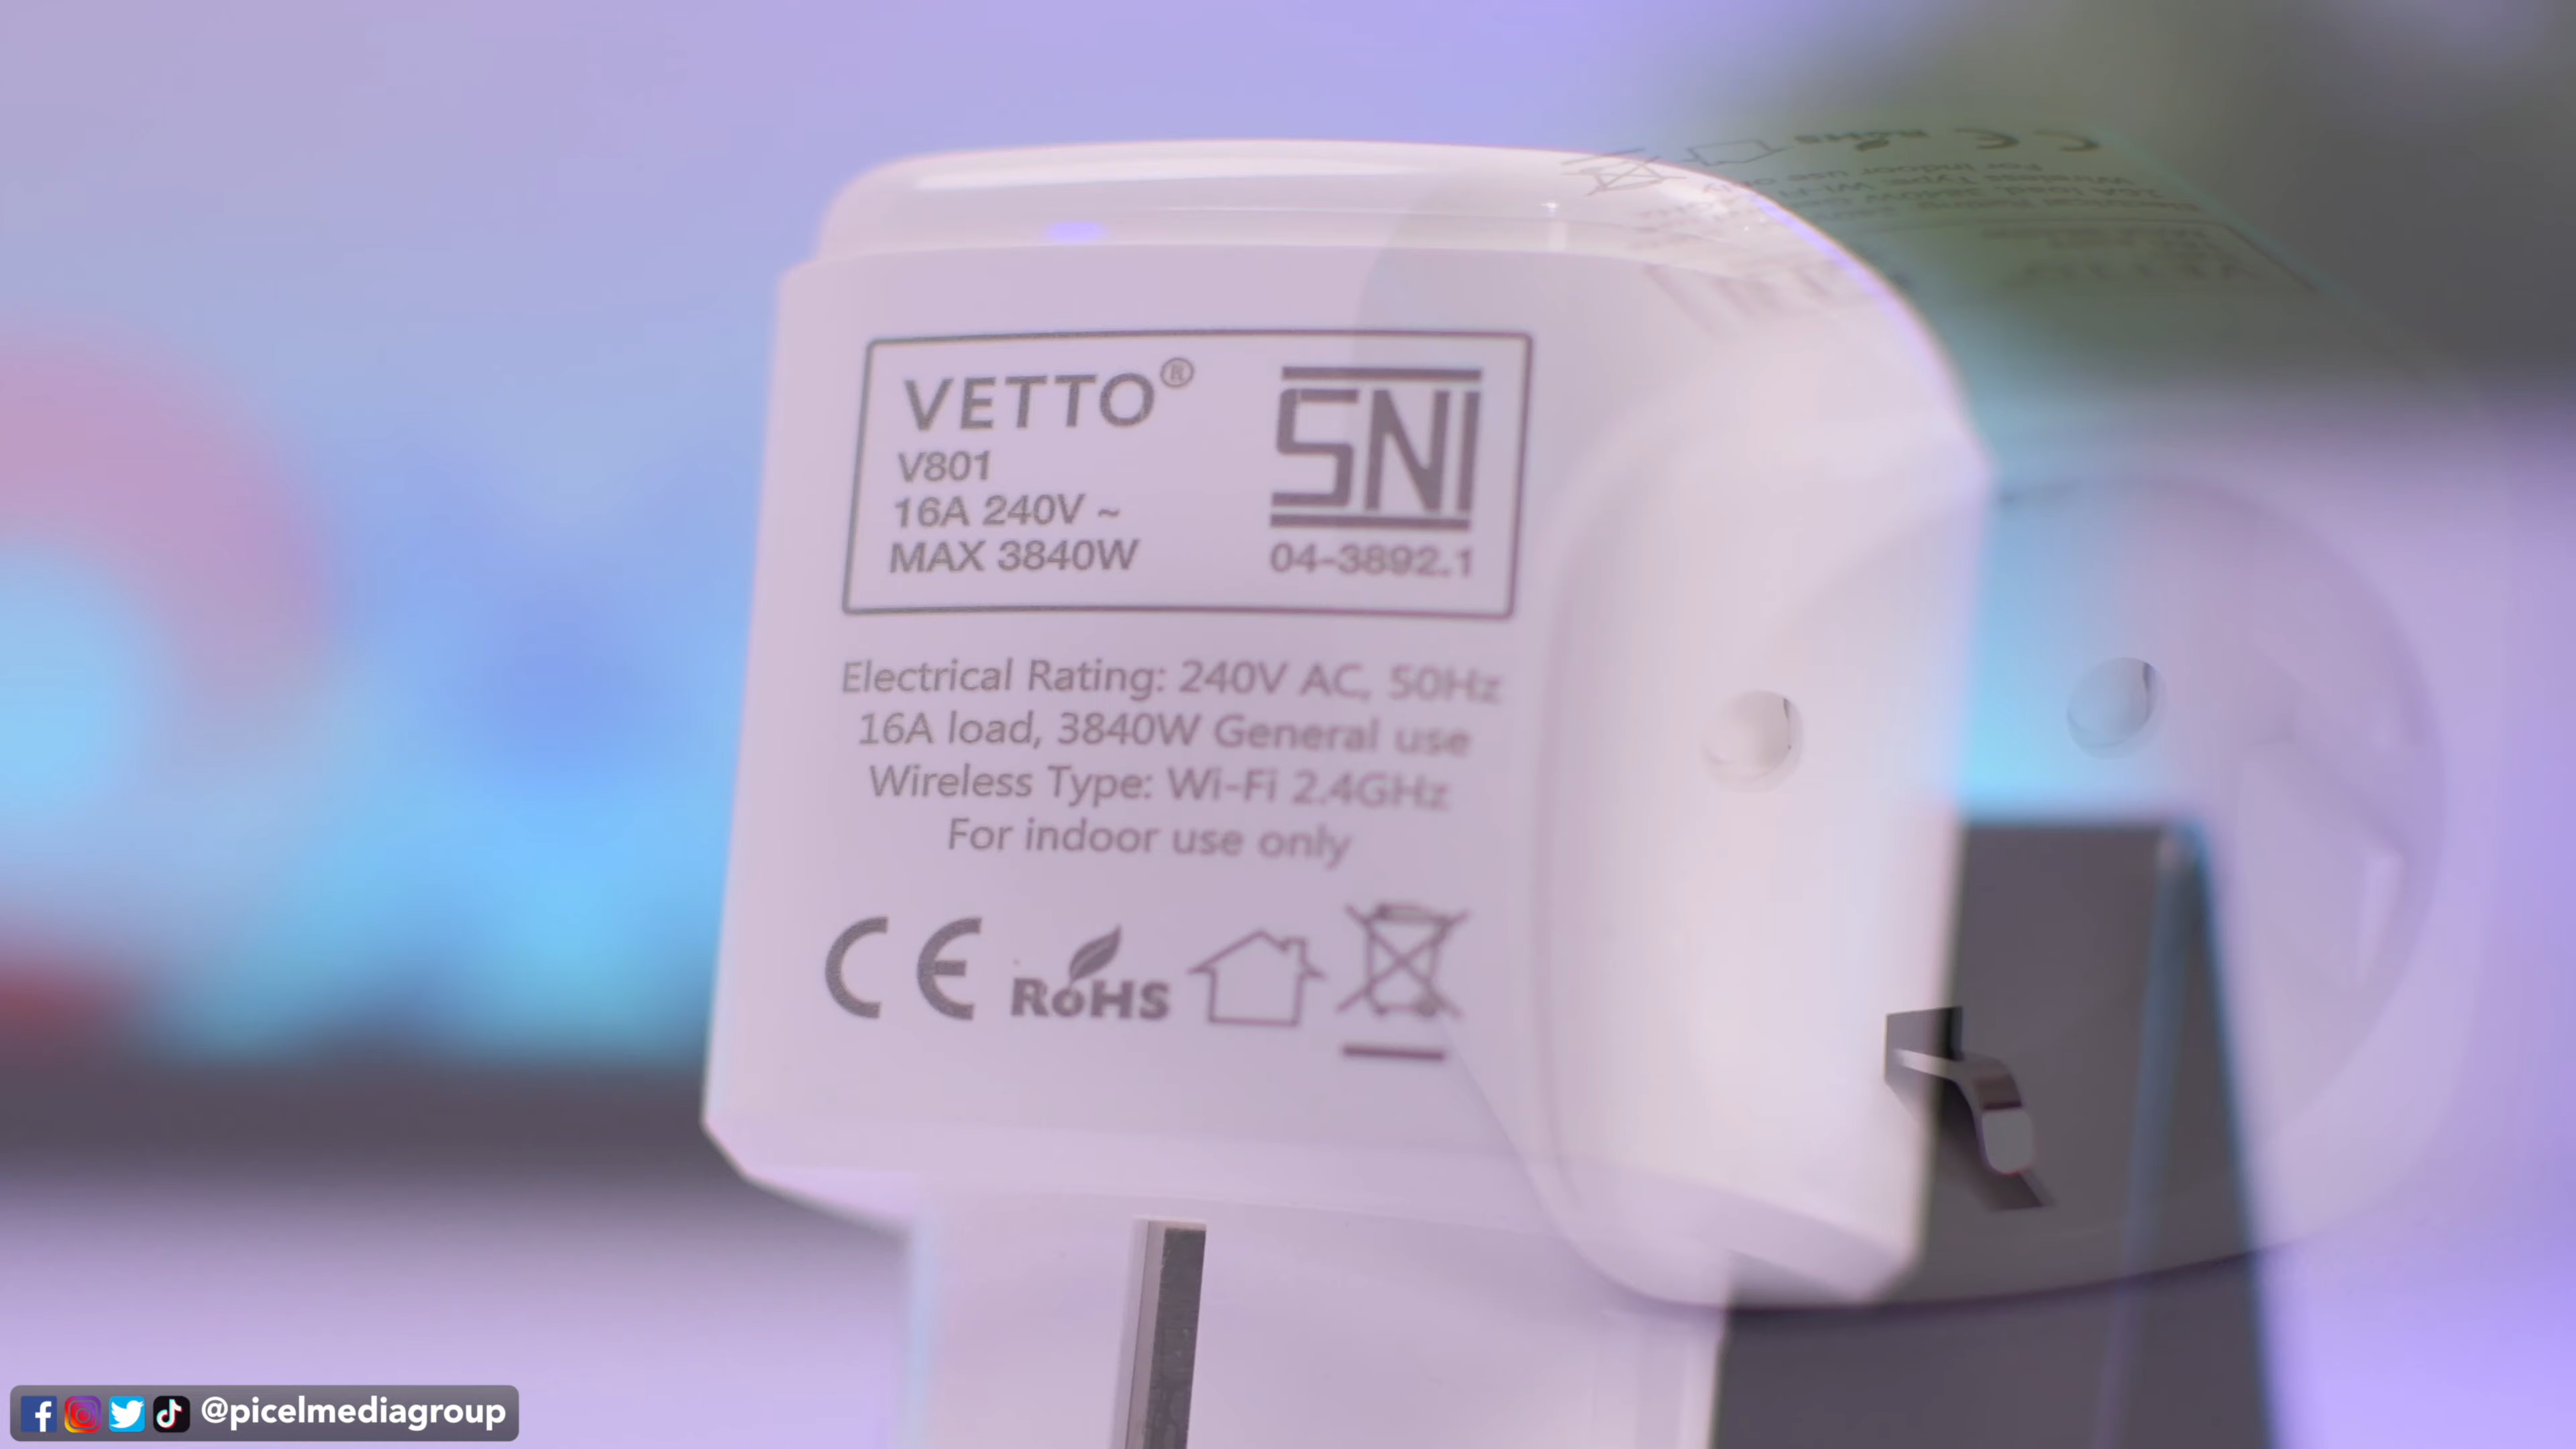 VETTO®
V801
16A 240V ~
MAX 3840W
SNI
04-3892.1
Electrical Rating: 240V AC, 50Hz
16A load, 3840W General use
Wireless Type: Wi-Fi 2.4GHz
For indoor use only
CE RoHS
@picelmediagroup